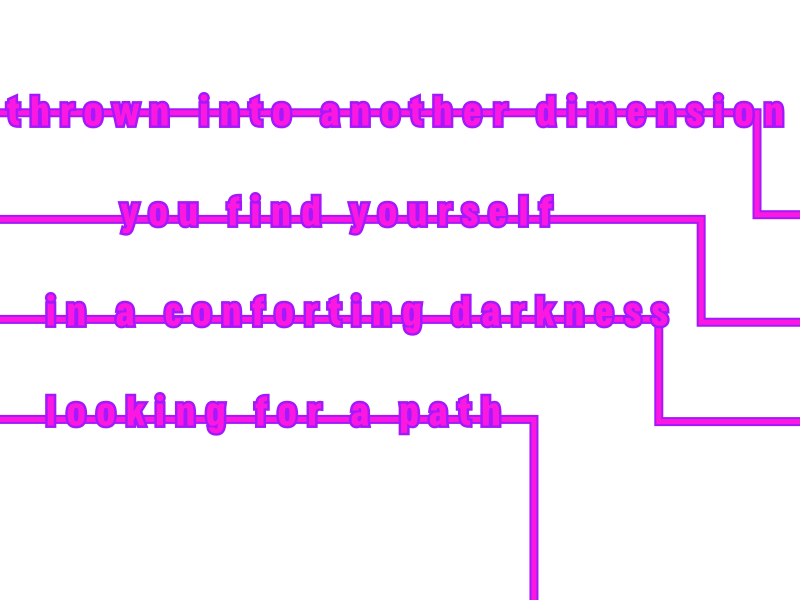 thrown into another dimension
you find yourself
in a conforting darkness
looking for a path